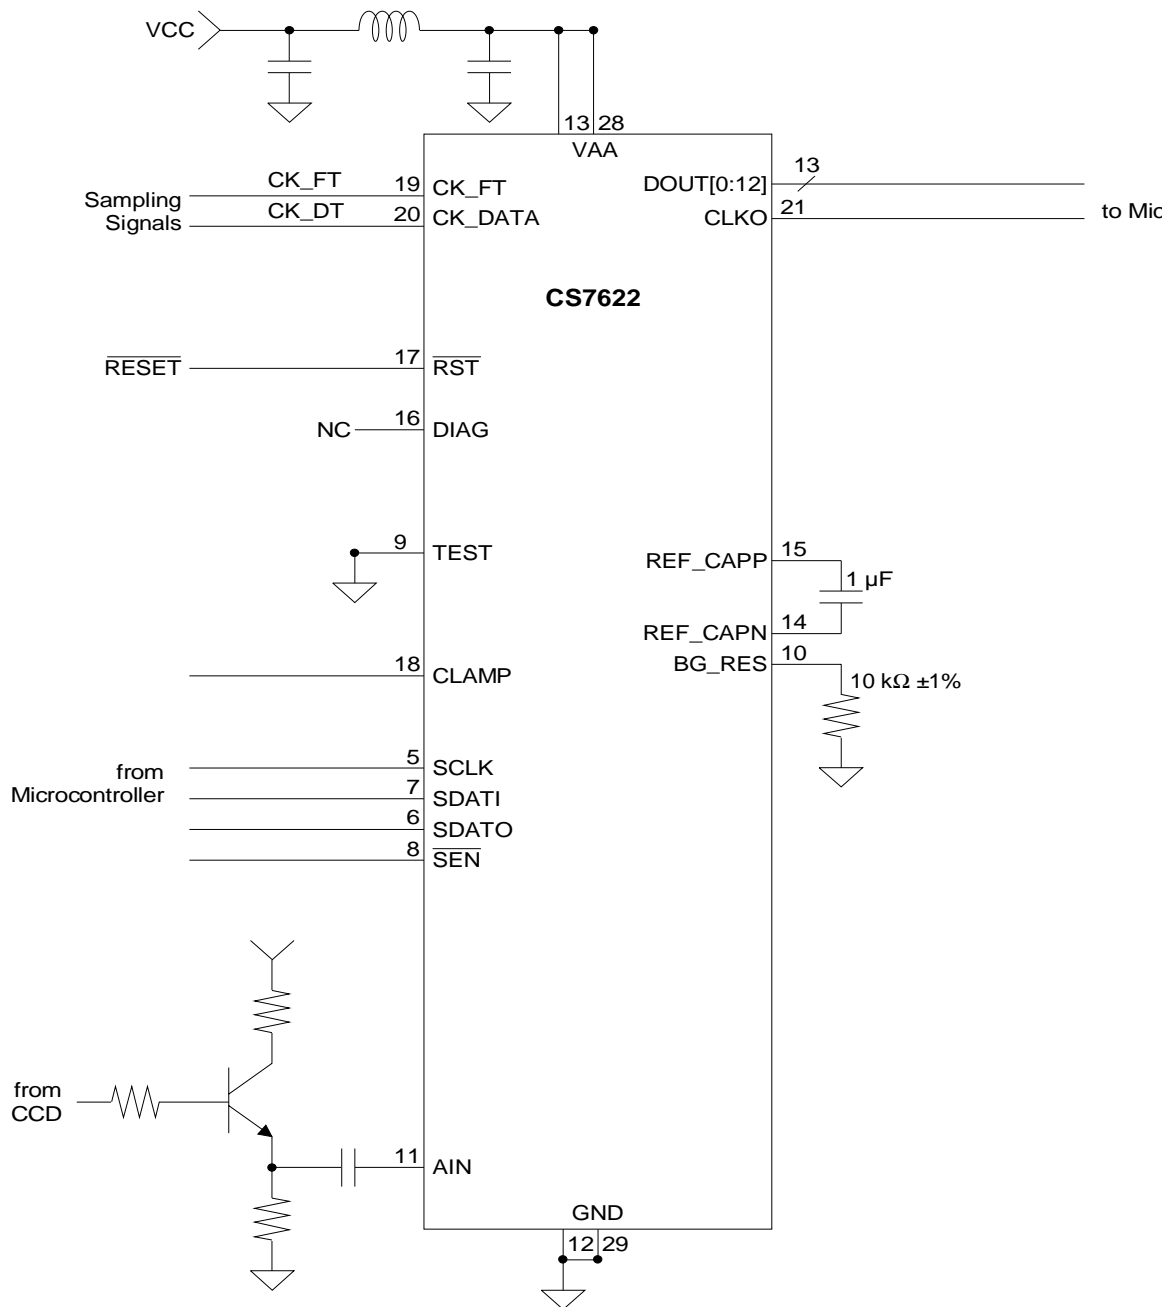 VCC
13 28
VAA
CK_FT
19
CK_FT
Sampling
Signals
CK_DT
20
CK_DATA
DOUT[0:12]
13
CLKO
21
to Mic
CS7622
RESET
17
RST
NC
16
DIAG
9
TEST
REF_CAPP
15
1 µF
REF_CAPN
14
BG_RES
10
10 kΩ ±1%
18
CLAMP
from
Microcontroller
5
SCLK
7
SDATI
6
SDATO
8
SEN
from
CCD
11
AIN
GND
12 29